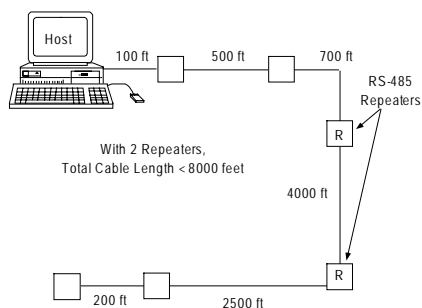 Host
100 ft
500 ft
700 ft
RS-485
Repeaters
R
With 2 Repeaters,
Total Cable Length < 8000 feet
4000 ft
R
200 ft
2500 ft